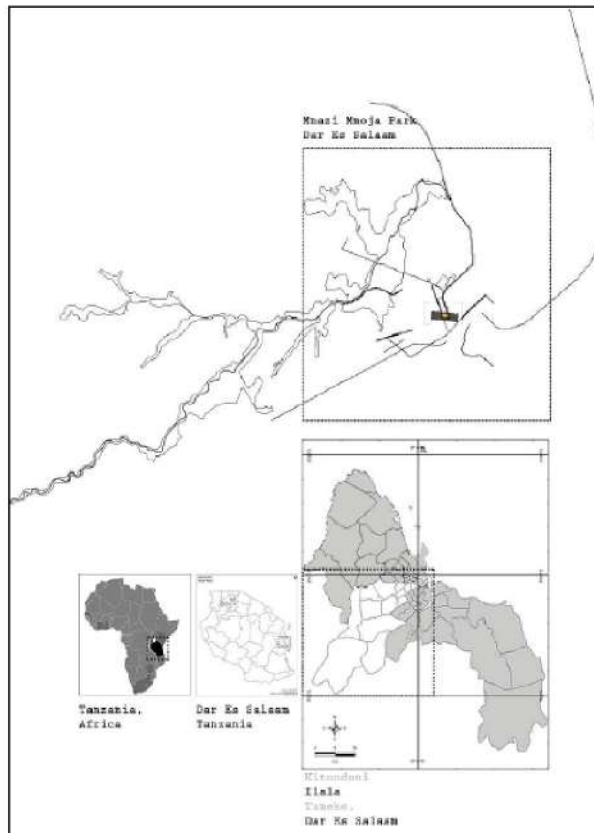 Mnazi Mmoja Park
Dar Es Salaam
Tanzania,
Africa
Dar Es Salaam
Tanzania
Kinondoni
Ilala
Temeke,
Dar Es Salaam